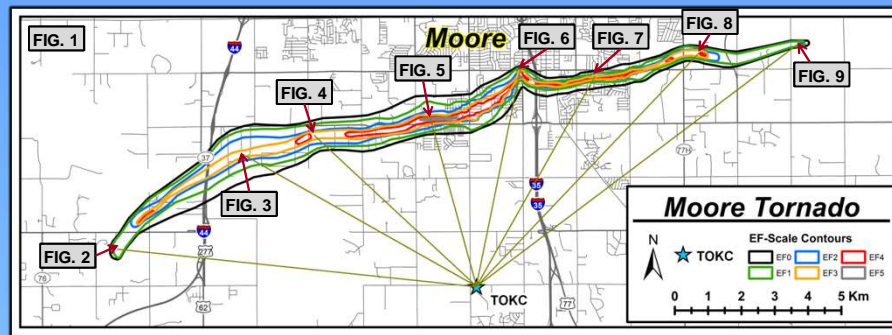 FIG. 1
Moore
FIG. 6
FIG. 7
FIG. 8
FIG. 9
44
FIG. 5
FIG. 4
37
FIG. 3
77H
35
35
FIG. 2
44
277
76
62
77
TOKC
Moore Tornado
N
TOKC
EF-Scale Contours
EF0 EF2 EF4
EF1 EF3 EF5
0 1 2 3 4 5 Km